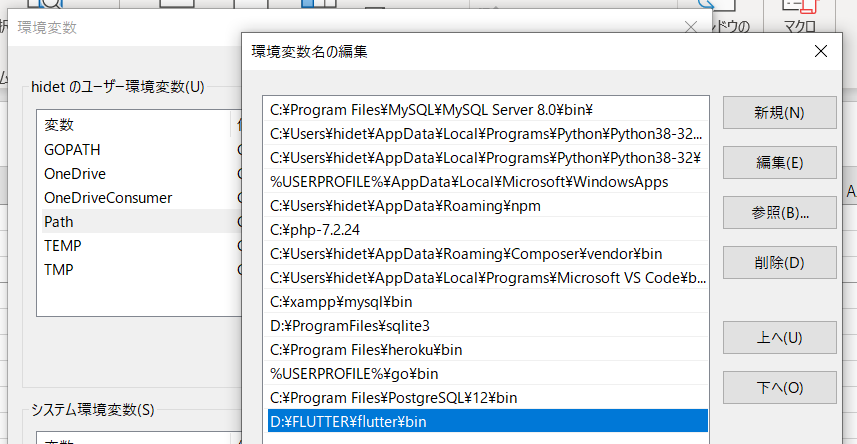 環境変数
ンドウの
マクロ
環境変数名の編集
hidet のユーザー環境変数(U)
変数
GOPATH
OneDrive
OneDriveConsumer
Path
TEMP
TMP
システム環境変数(S)
C:¥Program Files¥MySQL¥MySQL Server 8.0¥bin¥
C:¥Users¥hidet¥AppData¥Local¥Programs¥Python¥Python38-32...
C:¥Users¥hidet¥AppData¥Local¥Programs¥Python¥Python38-32¥
%USERPROFILE%¥AppData¥Local¥Microsoft¥WindowsApps
C:¥Users¥hidet¥AppData¥Roaming¥npm
C:¥php-7.2.24
C:¥Users¥hidet¥AppData¥Roaming¥Composer¥vendor¥bin
C:¥Users¥hidet¥AppData¥Local¥Programs¥Microsoft VS Code¥b...
C:¥xampp¥mysql¥bin
D:¥ProgramFiles¥sqlite3
C:¥Program Files¥heroku¥bin
%USERPROFILE%¥go¥bin
C:¥Program Files¥PostgreSQL¥12¥bin
D:¥FLUTTER¥flutter¥bin
新規(N)
編集(E)
参照(B)...
削除(D)
上へ(U)
下へ(O)